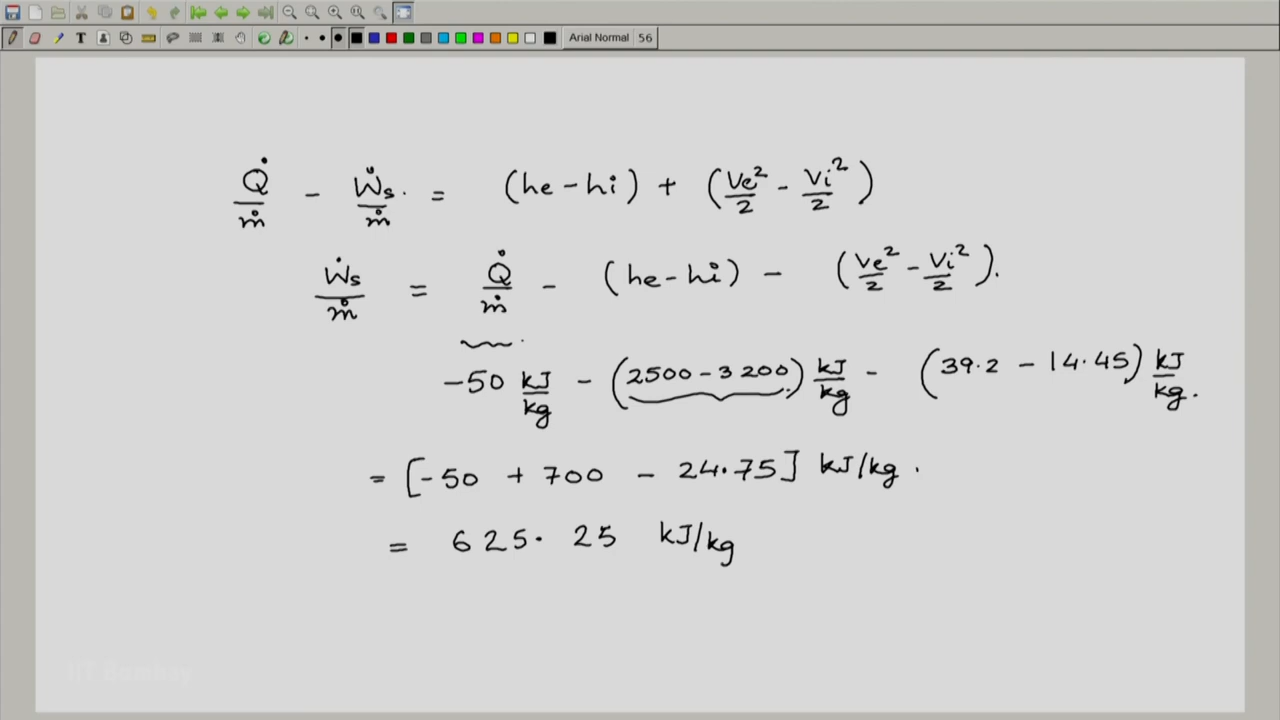 T Arial Normal 56
Q̇/ṁ - Ẇs/ṁ = (he - hi) + (Ve²/2 - Vi²/2)
Ẇs/ṁ = Q̇/ṁ - (he - hi) - (Ve²/2 - Vi²/2).
-50 kJ/kg - (2500 - 3200) kJ/kg - (39.2 - 14.45) kJ/kg.
= [-50 + 700 - 24.75] kJ/kg.
= 625.25 kJ/kg
IIT Bombay